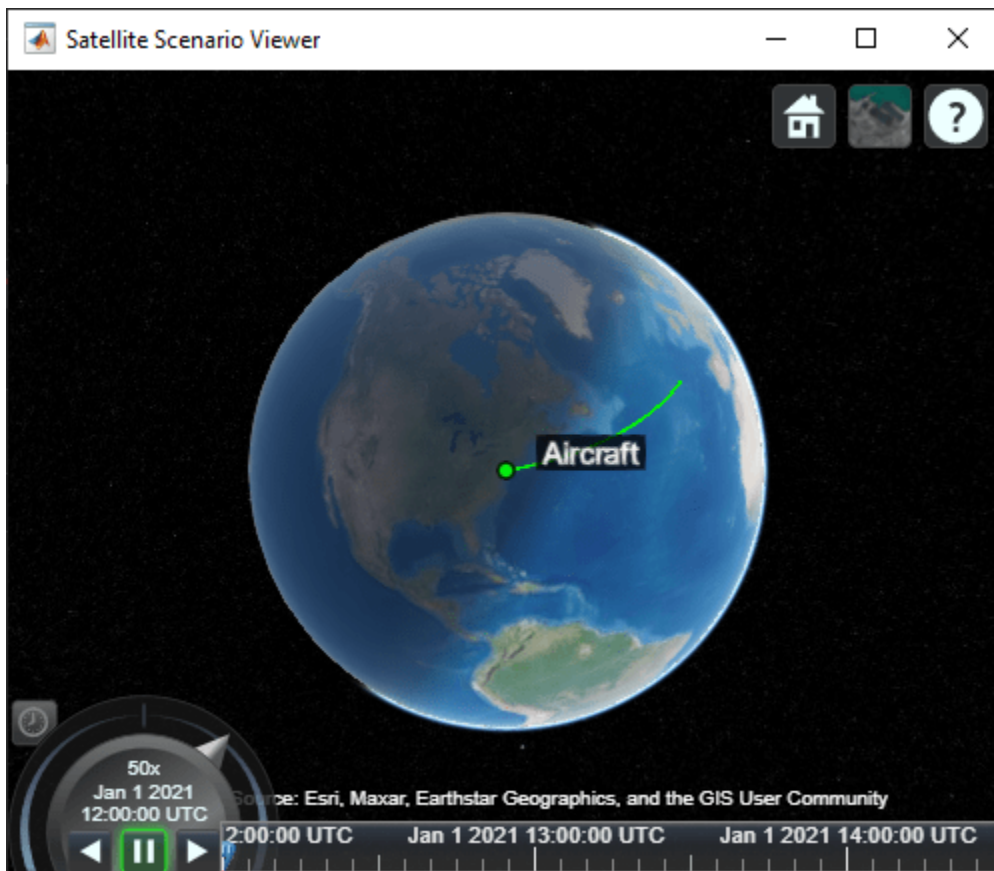 Satellite Scenario Viewer
?
Aircraft
50x
Jan 1 2021
12:00:00 UTC
Source: Esri, Maxar, Earthstar Geographics, and the GIS User Community
2:00:00 UTC Jan 1 2021 13:00:00 UTC Jan 1 2021 14:00:00 UTC